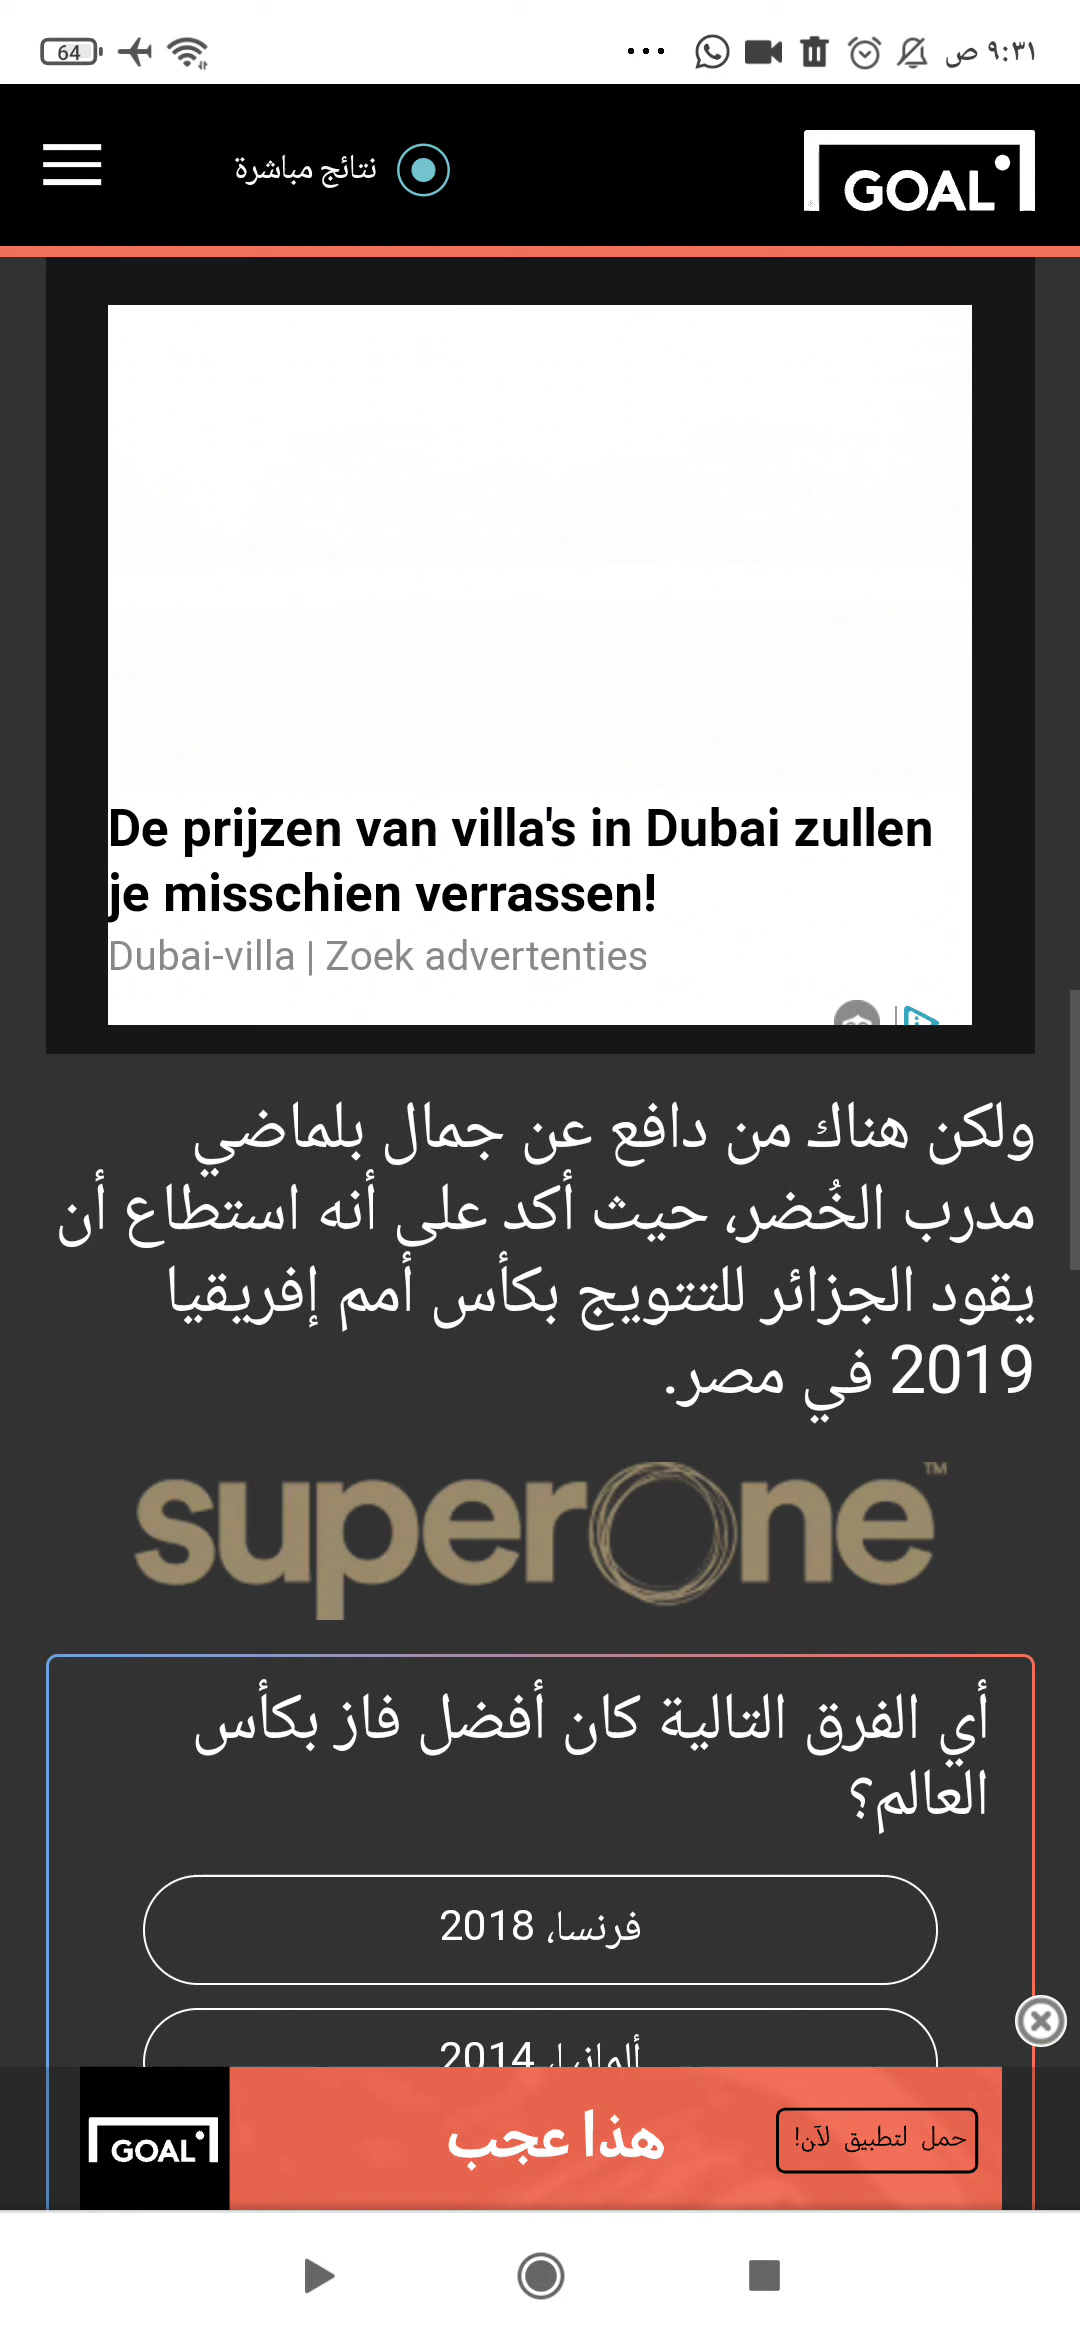 64
٩:٣١ ص
نتائج مباشرة
GOAL
De prijzen van villa's in Dubai zullen
je misschien verrassen!
Dubai-villa | Zoek advertenties
ولكن هناك من دافع عن جمال بلماضي
مدرب الخُضر، حيث أكد على أنه استطاع أن
يقود الجزائر للتتويج بكأس أمم إفريقيا
2019 في مصر.
superone™
أي الفرق التالية كان أفضل فاز بكأس
العالم؟
فرنسا، 2018
ألمانيا، 2014
GOAL
هذا عجب
حمل لتطبيق لآن!